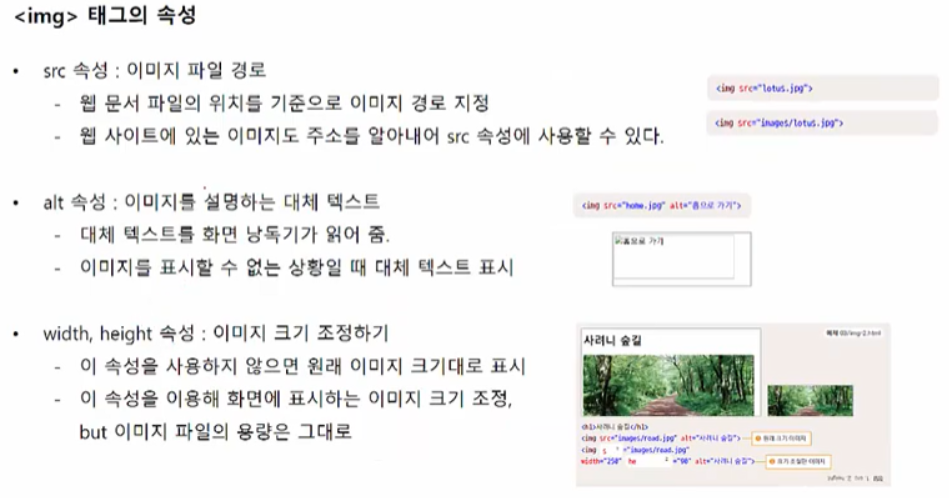 <img> 태그의 속성
• src 속성 : 이미지 파일 경로
- 웹 문서 파일의 위치를 기준으로 이미지 경로 지정
- 웹 사이트에 있는 이미지도 주소를 알아내어 src 속성에 사용할 수 있다.
<img src="lotus.jpg">
<img src="images/lotus.jpg">
• alt 속성 : 이미지를 설명하는 대체 텍스트
- 대체 텍스트를 화면 낭독기가 읽어 줌.
- 이미지를 표시할 수 없는 상황일 때 대체 텍스트 표시
<img src="home.jpg" alt="홈으로 가기">
홈으로 가기
• width, height 속성 : 이미지 크기 조정하기
- 이 속성을 사용하지 않으면 원래 이미지 크기대로 표시
- 이 속성을 이용해 화면에 표시하는 이미지 크기 조정,
but 이미지 파일의 용량은 그대로
사려니 숲길
<h1>사려니 숲길</h1>
<img src="images/road.jpg" alt="사려니 숲길"> ❶ 원래 크기 이미지
<img s ="images/road.jpg"
width="250" he ="90" alt="사려니 숲길"> ❷ 크기 조절한 이미지